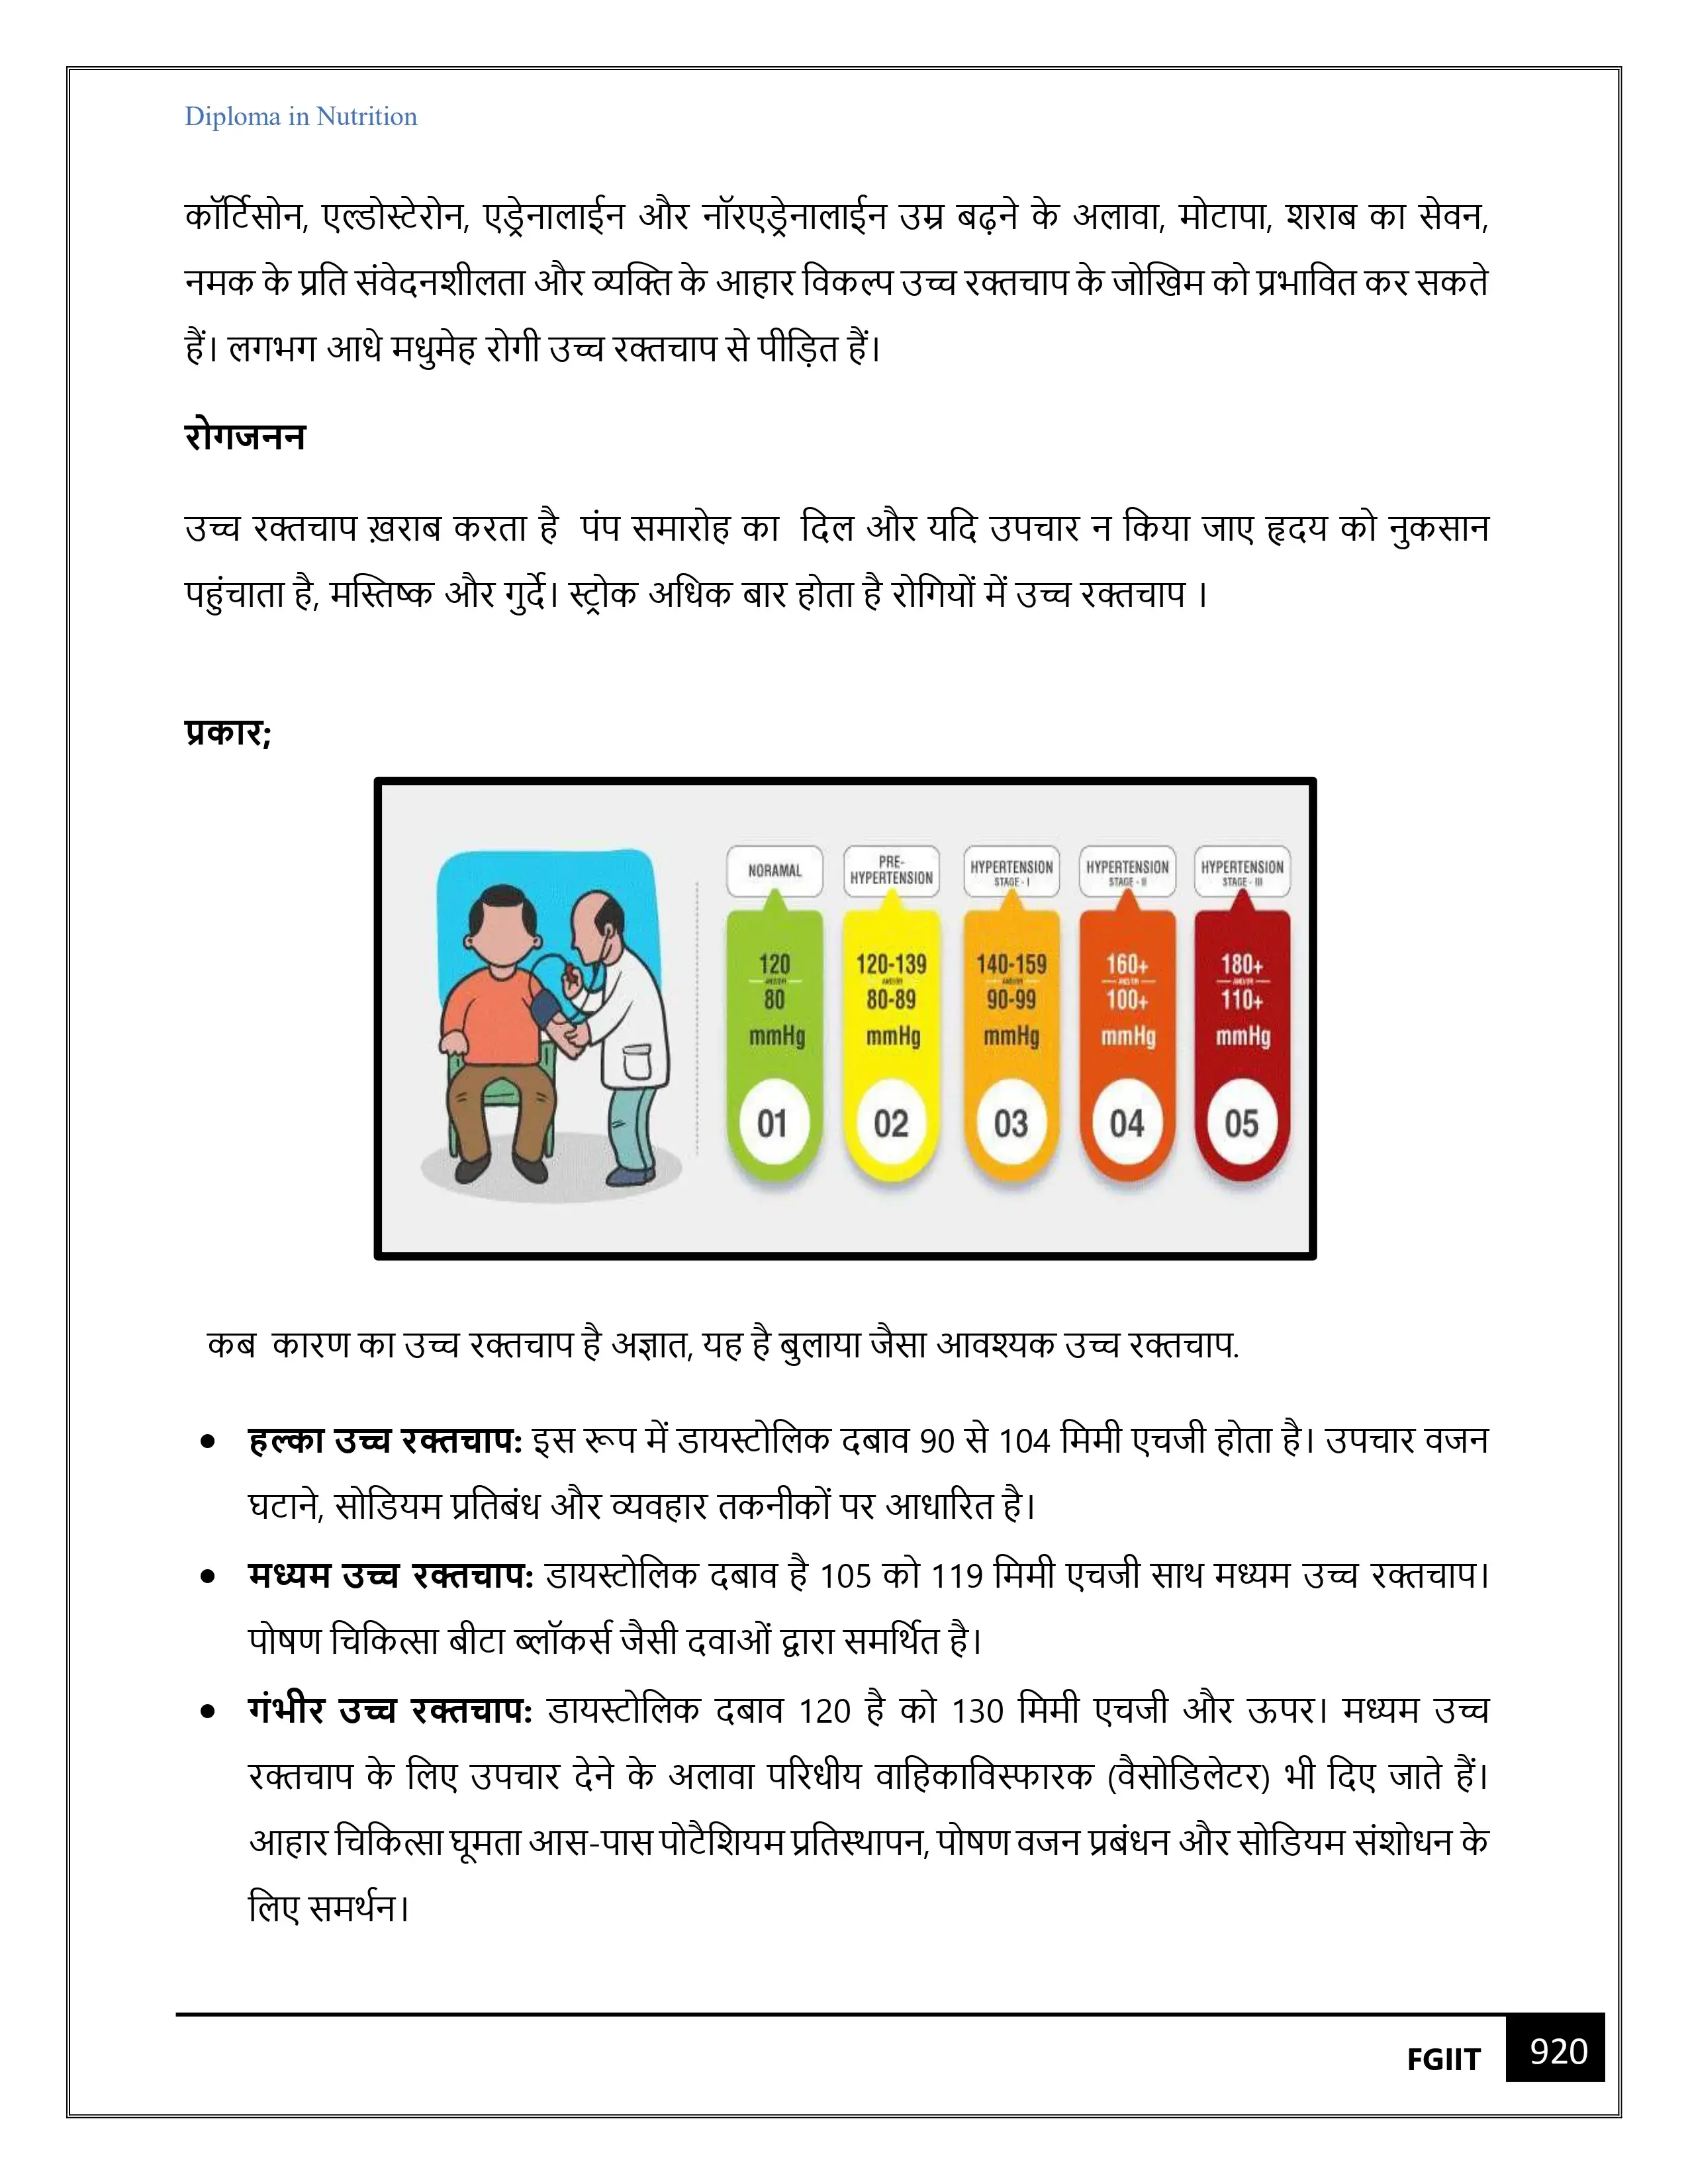 Diploma in Nutrition
कॉर्टिसोन, एल्डोस्टेरोन, एड्रेनालाईन और नॉरएड्रेनालाईन उम्र बढ़ने के अलावा, मोटापा, शराब का सेवन,
नमक के प्रति संवेदनशीलता और व्यक्ति के आहार विकल्प उच्च रक्तचाप के जोखिम को प्रभावित कर सकते
हैं। लगभग आधे मधुमेह रोगी उच्च रक्तचाप से पीड़ित हैं।
रोगजनन
उच्च रक्तचाप ख़राब करता है पंप समारोह का दिल और यदि उपचार न किया जाए हृदय को नुकसान
पहुंचाता है, मस्तिष्क और गुर्दे। स्ट्रोक अधिक बार होता है रोगियों में उच्च रक्तचाप ।
प्रकार;
NORAMAL
120
AND/OR
80
mmHg
01
PRE-
HYPERTENSION
120-139
AND/OR
80-89
mmHg
02
HYPERTENSION
STAGE - I
140-159
AND/OR
90-99
mmHg
03
HYPERTENSION
STAGE - II
160+
AND/OR
100+
mmHg
04
HYPERTENSION
STAGE - III
180+
AND/OR
110+
mmHg
05
कब कारण का उच्च रक्तचाप है अज्ञात, यह है बुलाया जैसा आवश्यक उच्च रक्तचाप.
• हल्का उच्च रक्तचाप: इस रूप में डायस्टोलिक दबाव 90 से 104 मिमी एचजी होता है। उपचार वजन
घटाने, सोडियम प्रतिबंध और व्यवहार तकनीकों पर आधारित है।
• मध्यम उच्च रक्तचाप: डायस्टोलिक दबाव है 105 को 119 मिमी एचजी साथ मध्यम उच्च रक्तचाप।
पोषण चिकित्सा बीटा ब्लॉकर्स जैसी दवाओं द्वारा समर्थित है।
• गंभीर उच्च रक्तचाप: डायस्टोलिक दबाव 120 है को 130 मिमी एचजी और ऊपर। मध्यम उच्च
रक्तचाप के लिए उपचार देने के अलावा परिधीय वाहिकाविस्फारक (वैसोडिलेटर) भी दिए जाते हैं।
आहार चिकित्सा घूमता आस-पास पोटैशियम प्रतिस्थापन, पोषण वजन प्रबंधन और सोडियम संशोधन के
लिए समर्थन।
FGIIT 920